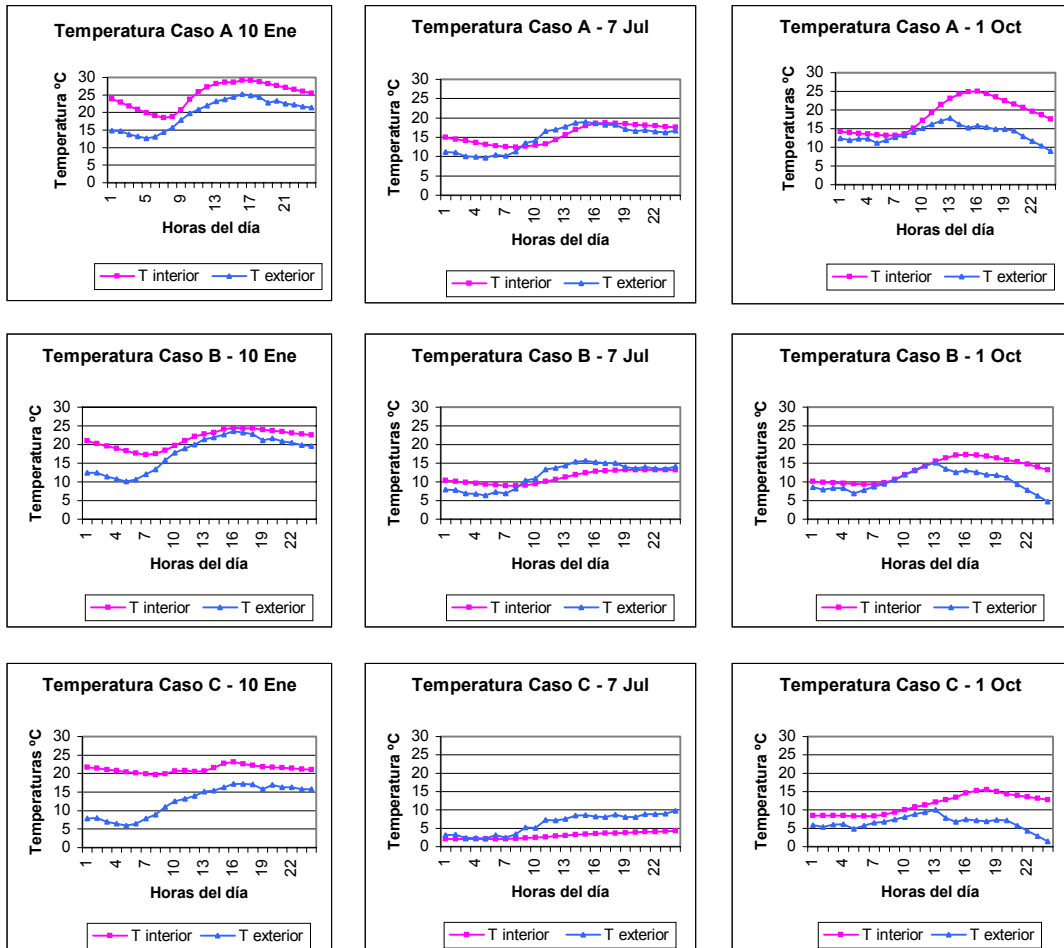 Temperatura Caso A 10 Ene
Temperatura ºC
30
25
20
15
10
5
0
1 5 9 13 17 21
Horas del día
T interior T exterior
Temperatura Caso A - 7 Jul
Temperatura ºC
30
25
20
15
10
5
0
1 4 7 10 13 16 19 22
Horas del día
T interior T exterior
Temperatura Caso A - 1 Oct
Temperaturas ºC
30
25
20
15
10
5
0
1 4 7 10 13 16 19 22
Horas del día
T interior T exterior
Temperatura Caso B - 10 Ene
Temperatura ºC
30
25
20
15
10
5
0
1 4 7 10 13 16 19 22
Horas del día
T interior T exterior
Temperatura Caso B - 7 Jul
Temperatura ºC
30
25
20
15
10
5
0
1 4 7 10 13 16 19 22
Horas del día
T interior T exterior
Temperatura Caso B - 1 Oct
Temperaturas ºC
30
25
20
15
10
5
0
1 4 7 10 13 16 19 22
Horas del día
T interior T exterior
Temperatura Caso C - 10 Ene
Temperaturas ºC
30
25
20
15
10
5
0
1 4 7 10 13 16 19 22
Horas del día
T interior T exterior
Temperatura Caso C - 7 Jul
Temperatura ºC
30
25
20
15
10
5
0
1 4 7 10 13 16 19 22
Horas del día
T interior T exterior
Temperatura Caso C - 1 Oct
Temperaturas ºC
30
25
20
15
10
5
0
1 4 7 10 13 16 19 22
Horas del día
T interior T exterior